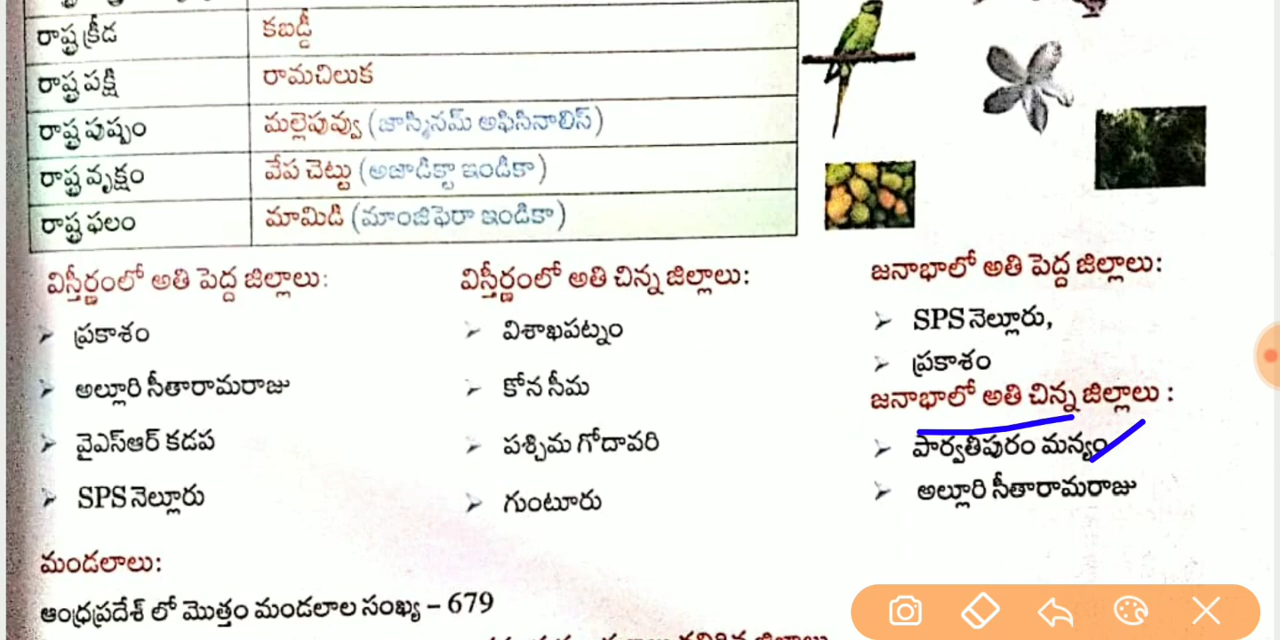 రాష్ట్ర క్రీడ కబడ్డీ
రాష్ట్ర పక్షి రామచిలుక
రాష్ట్ర పుష్పం మల్లెపువ్వు (జాస్మినమ్ అఫిసినాలిస్)
రాష్ట్ర వృక్షం వేప చెట్టు (అజాడిక్టా ఇండికా)
రాష్ట్ర ఫలం మామిడి (మాంజిఫెరా ఇండికా)
విస్తీర్ణంలో అతి పెద్ద జిల్లాలు:
ప్రకాశం
అల్లూరి సీతారామరాజు
వైఎస్ఆర్ కడప
SPS నెల్లూరు
విస్తీర్ణంలో అతి చిన్న జిల్లాలు:
విశాఖపట్నం
కోన సీమ
పశ్చిమ గోదావరి
గుంటూరు
జనాభాలో అతి పెద్ద జిల్లాలు:
SPS నెల్లూరు,
ప్రకాశం
జనాభాలో అతి చిన్న జిల్లాలు :
పార్వతిపురం మన్యం
అల్లూరి సీతారామరాజు
మండలాలు:
ఆంధ్రప్రదేశ్ లో మొత్తం మండలాల సంఖ్య – 679